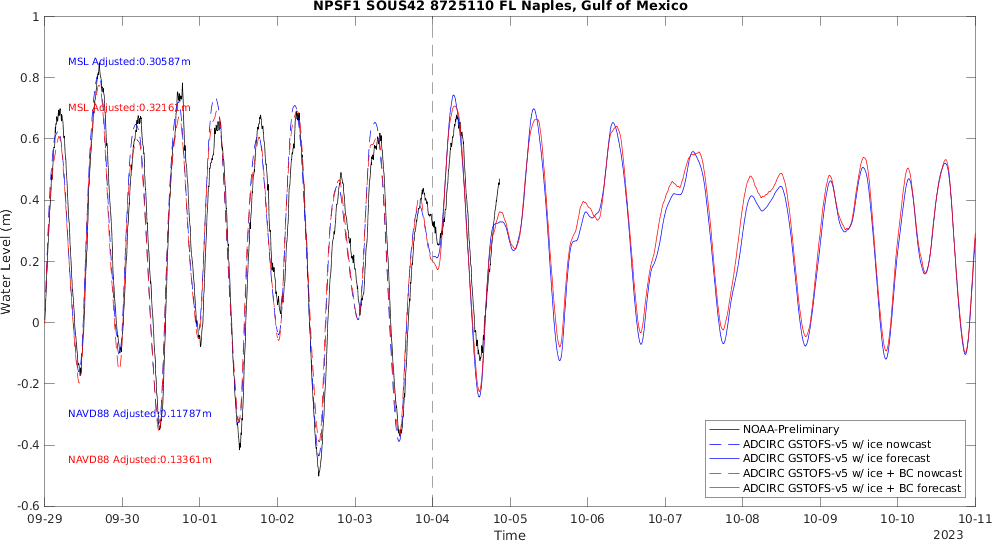 NPSF1 SOUS42 8725110 FL Naples, Gulf of Mexico
1
0.8
0.6
0.4
0.2
0
-0.2
-0.4
-0.6
Water Level (m)
MSL Adjusted:0.30587m
MSL Adjusted:0.32161m
NAVD88 Adjusted:0.11787m
NAVD88 Adjusted:0.13361m
NOAA-Preliminary
ADCIRC GSTOFS-v5 w/ ice nowcast
ADCIRC GSTOFS-v5 w/ ice forecast
ADCIRC GSTOFS-v5 w/ ice + BC nowcast
ADCIRC GSTOFS-v5 w/ ice + BC forecast
09-29 09-30 10-01 10-02 10-03 10-04 10-05 10-06 10-07 10-08 10-09 10-10 10-11
Time
2023